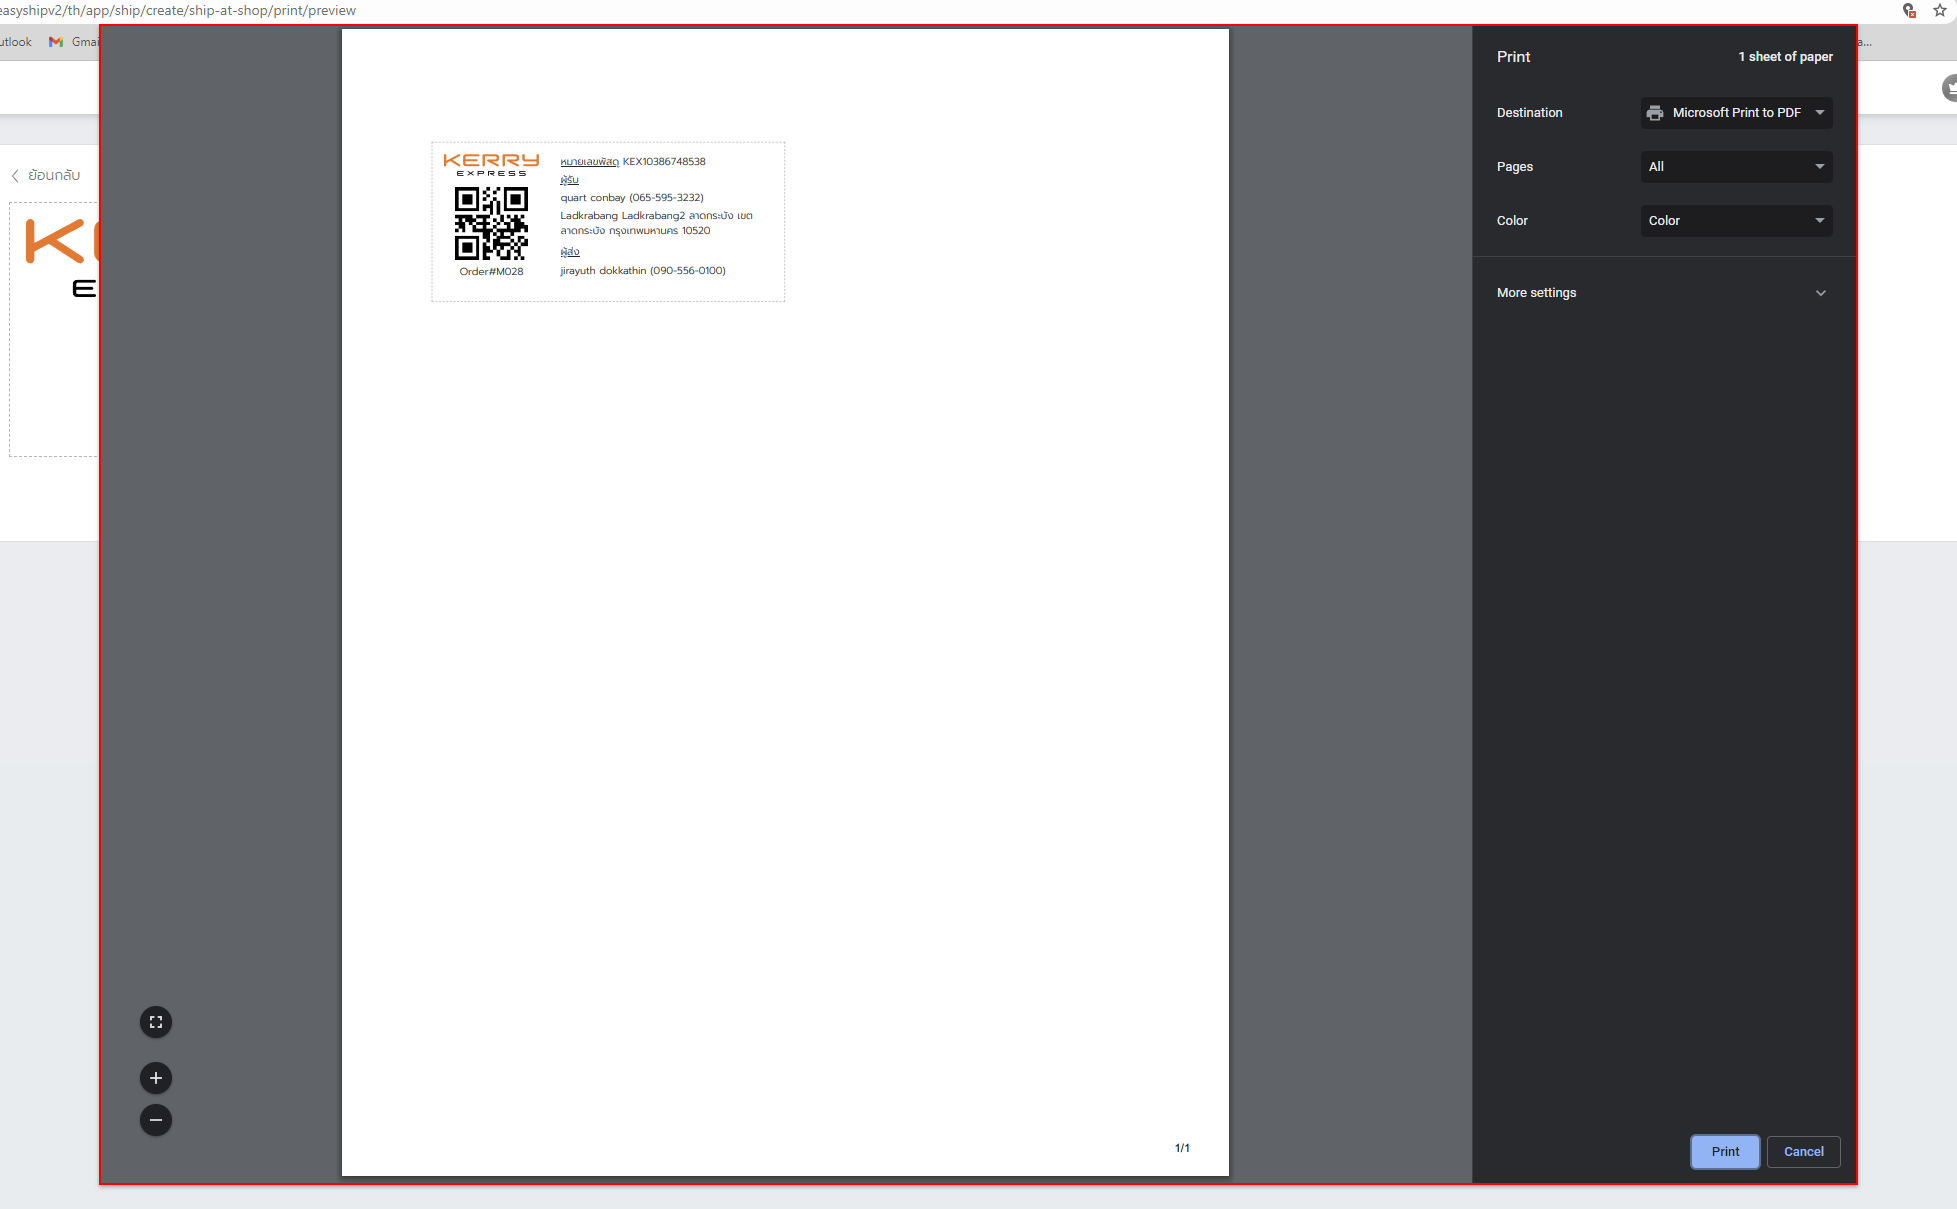 easyshipv2/th/app/ship/create/ship-at-shop/print/preview
utlook
Gmai
a...
ย้อนกลับ
KERRY
EXPRESS
Order#M028
หมายเลขพัสดุ KEX10386748538
ผู้รับ
quart conbay (065-595-3232)
Ladkrabang Ladkrabang2 ลาดกระบัง เขต
ลาดกระบัง กรุงเทพมหานคร 10520
ผู้ส่ง
jirayuth dokkathin (090-556-0100)
1/1
Print
1 sheet of paper
Destination
Microsoft Print to PDF
Pages
All
Color
Color
More settings
Print
Cancel